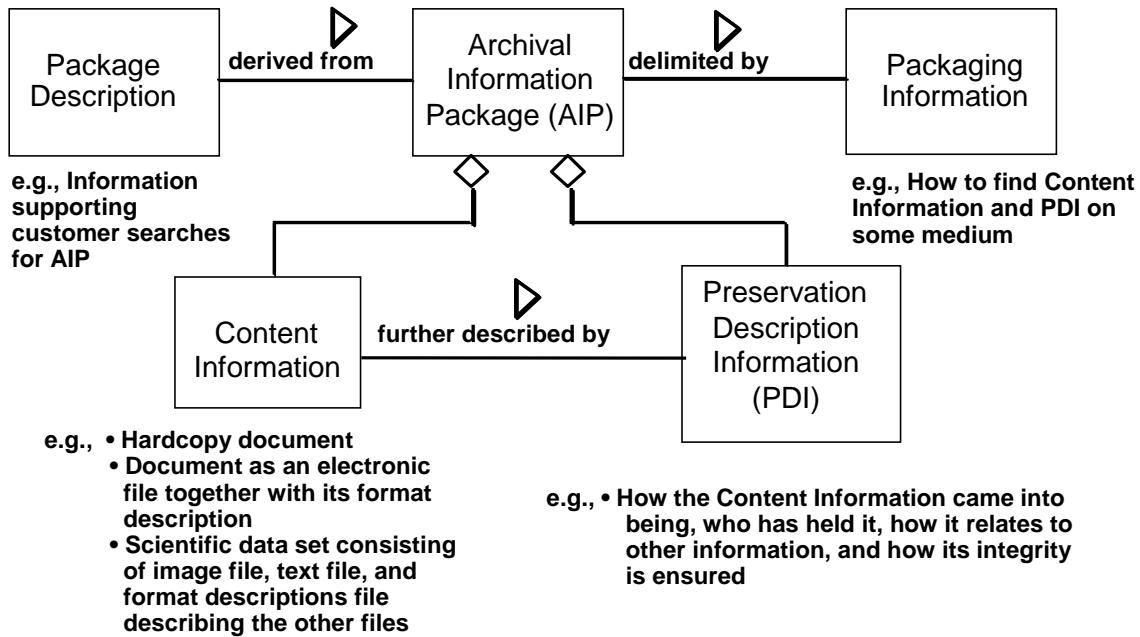 Package
Description
derived from
Archival
Information
Package (AIP)
delimited by
Packaging
Information
e.g., Information
supporting
customer searches
for AIP
e.g., How to find Content
Information and PDI on
some medium
Content
Information
further described by
Preservation
Description
Information
(PDI)
e.g., • Hardcopy document
• Document as an electronic
file together with its format
description
• Scientific data set consisting
of image file, text file, and
format descriptions file
describing the other files
e.g., • How the Content Information came into
being, who has held it, how it relates to
other information, and how its integrity
is ensured